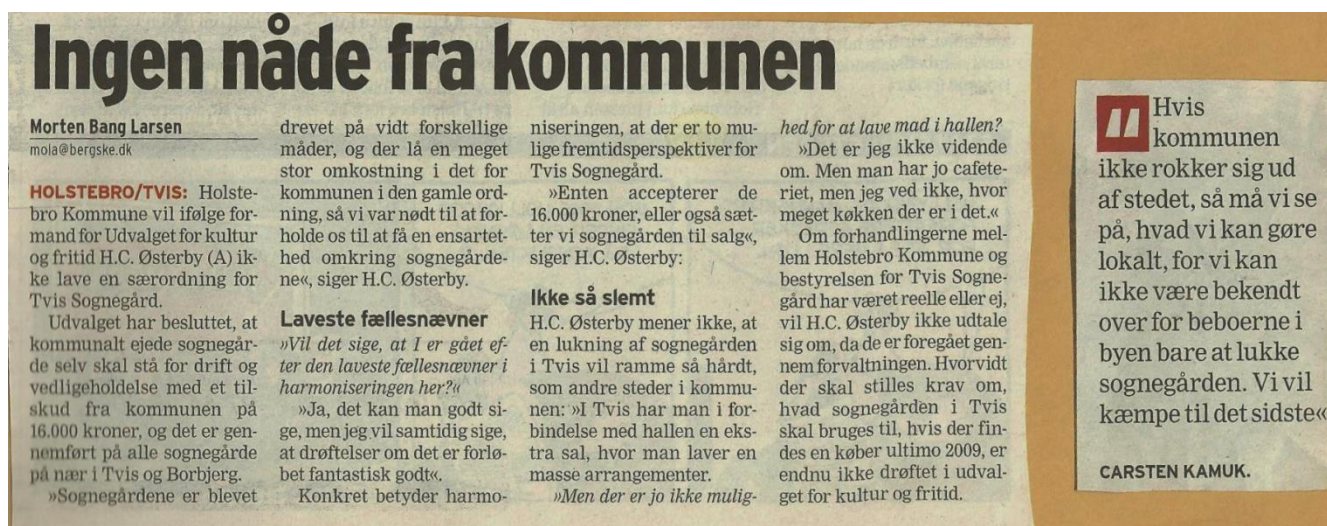 Ingen nåde fra kommunen
Morten Bang Larsen
mola@bergske.dk
HOLSTEBRO/TVIS: Holste-
bro Kommune vil ifølge for-
mand for Udvalget for kultur
og fritid H.C. Østerby (A) ik-
ke lave en særordning for
Tvis Sognegård.
Udvalget har besluttet, at
kommunalt ejede sognegår-
de selv skal stå for drift og
vedligeholdelse med et til-
skud fra kommunen på
16.000 kroner, og det er gen-
nemført på alle sognegårde
på nær i Tvis og Borbjerg.
»Sognegårdene er blevet
drevet på vidt forskellige
måder, og der lå en meget
stor omkostning i det for
kommunen i den gamle ord-
ning, så vi var nødt til at for-
holde os til at få en ensartet-
hed omkring sognegårde-
ne«, siger H.C. Østerby.
Laveste fællesnævner
»Vil det sige, at I er gået ef-
ter den laveste fællesnævner i
harmoniseringen her?«
»Ja, det kan man godt si-
ge, men jeg vil samtidig sige,
at drøftelser om det er forlø-
bet fantastisk godt«.
Konkret betyder harmo-
niseringen, at der er to mu-
lige fremtidsperspektiver for
Tvis Sognegård.
»Enten accepterer de
16.000 kroner, eller også sæt-
ter vi sognegården til salg«,
siger H.C. Østerby:
Ikke så slemt
H.C. Østerby mener ikke, at
en lukning af sognegården
i Tvis vil ramme så hårdt,
som andre steder i kommu-
nen: »I Tvis har man i for-
bindelse med hallen en eks-
tra sal, hvor man laver en
masse arrangementer.
»Men der er jo ikke mulig-
hed for at lave mad i hallen?
»Det er jeg ikke vidende
om. Men man har jo cafete-
riet, men jeg ved ikke, hvor
meget køkken der er i det.«
Om forhandlingerne mel-
lem Holstebro Kommune og
bestyrelsen for Tvis Sogne-
gård har været reelle eller ej,
vil H.C. Østerby ikke udtale
sig om, da de er foregået gen-
nem forvaltningen. Hvorvidt
der skal stilles krav om,
hvad sognegården i Tvis
skal bruges til, hvis der fin-
des en køber ultimo 2009, er
endnu ikke drøftet i udval-
get for kultur og fritid.
Hvis
kommunen
ikke rokker sig ud
af stedet, så må vi se
på, hvad vi kan gøre
lokalt, for vi kan
ikke være bekendt
over for beboerne i
byen bare at lukke
sognegården. Vi vil
kæmpe til det sidste«
CARSTEN KAMUK.